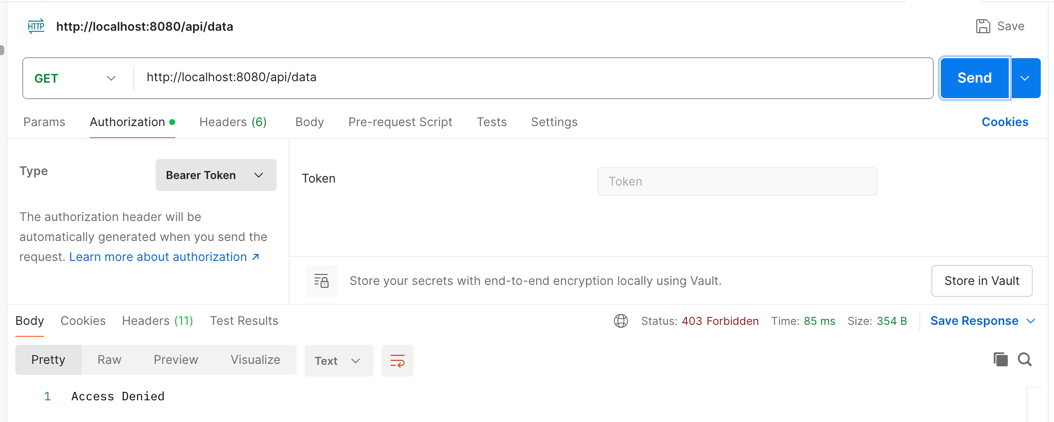 HTTP http://localhost:8080/api/data Save
GET http://localhost:8080/api/data Send
Params Authorization Headers (6) Body Pre-request Script Tests Settings Cookies
Type Bearer Token
Token Token
The authorization header will be
automatically generated when you send the
request. Learn more about authorization ↗
Store your secrets with end-to-end encryption locally using Vault. Store in Vault
Body Cookies Headers (11) Test Results Status: 403 Forbidden Time: 85 ms Size: 354 B Save Response
Pretty Raw Preview Visualize Text
1 Access Denied